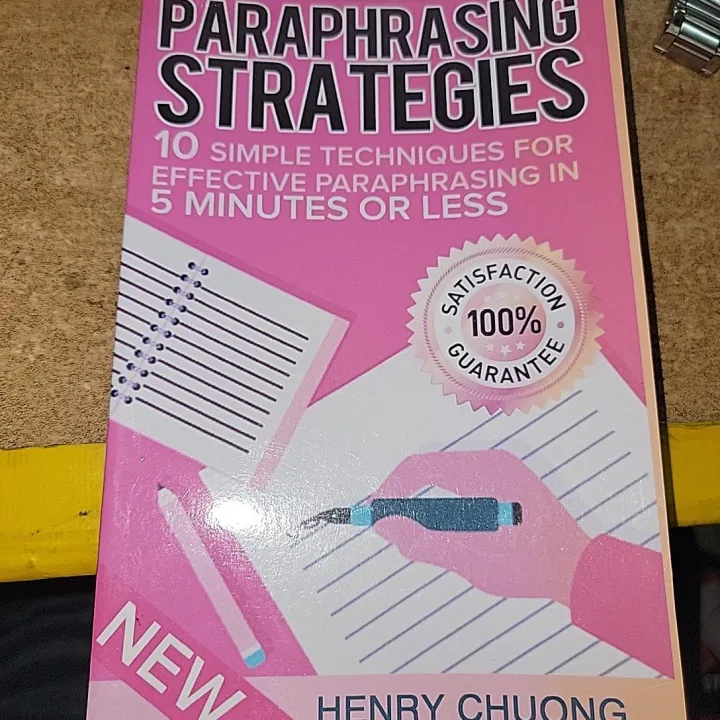 PARAPHRASING
STRATEGIES
10 SIMPLE TECHNIQUES FOR
EFFECTIVE PARAPHRASING IN
5 MINUTES OR LESS
SATISFACTION
100%
GUARANTEE
NEW
HENRY CHUONG